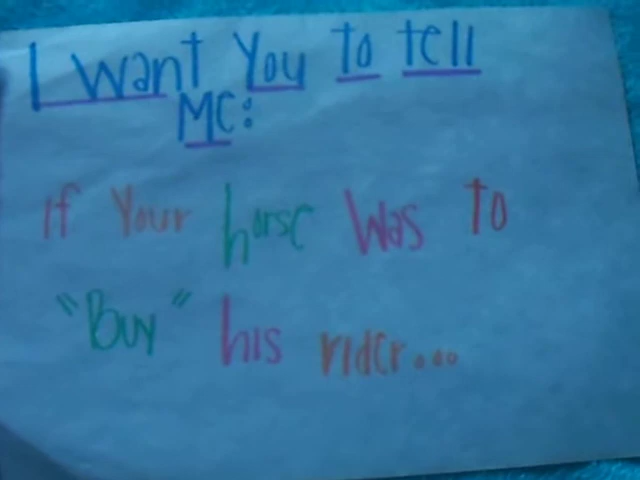 I want You to tell
Me:
If Your horse was to
"Buy" his rider...